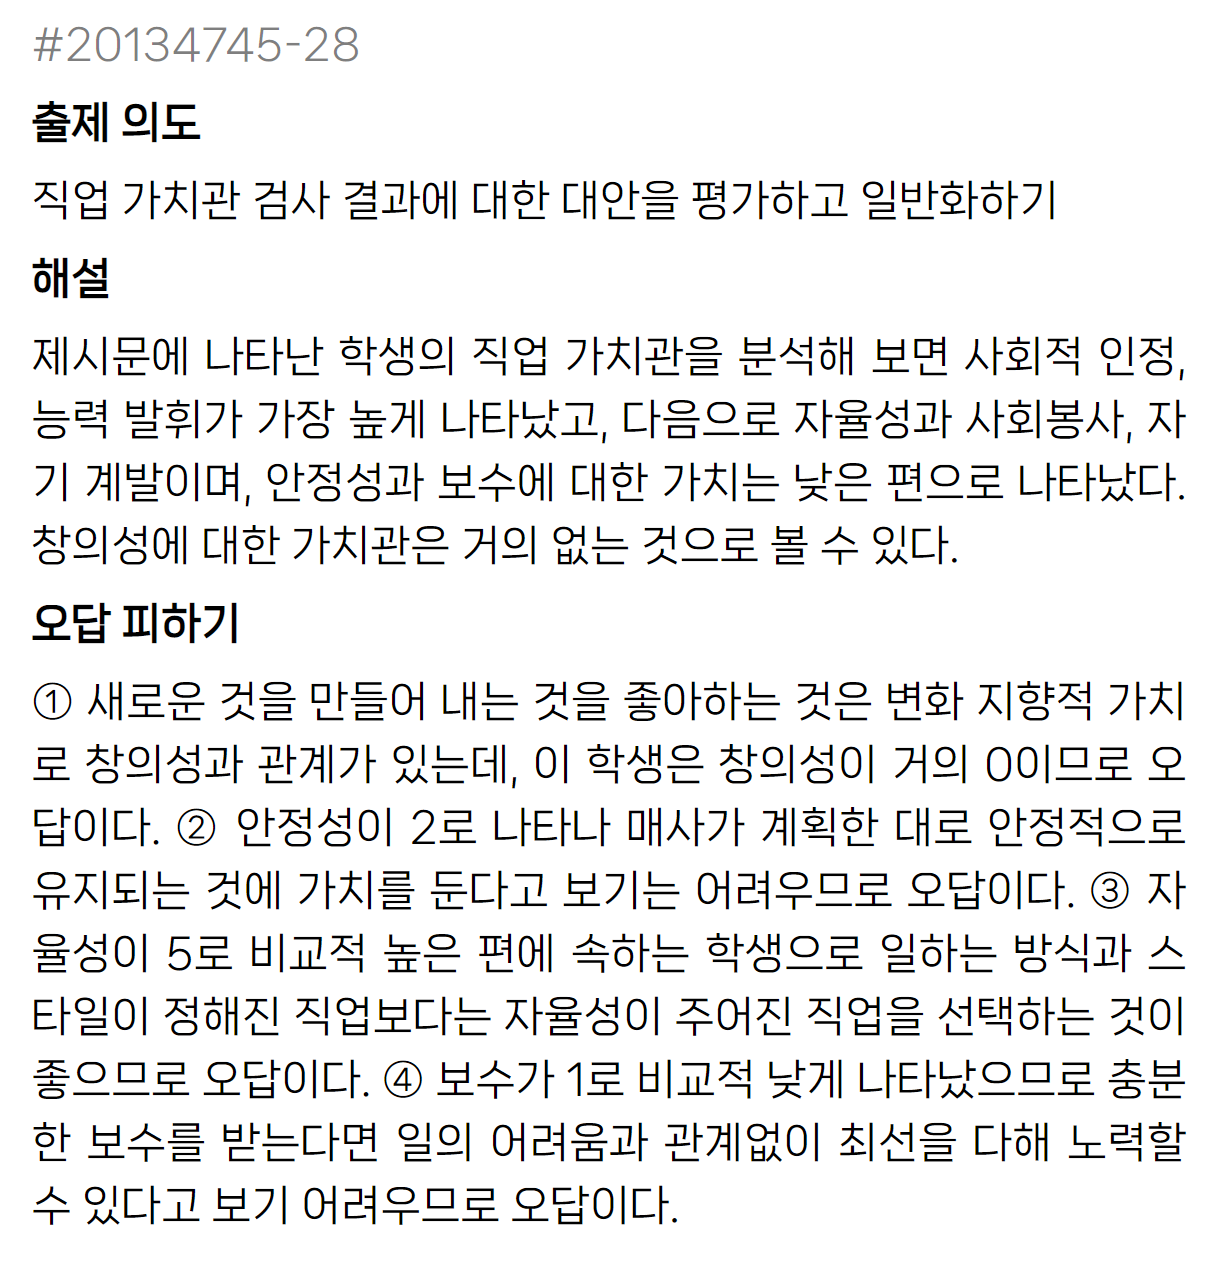 #20134745-28
출제 의도
직업 가치관 검사 결과에 대한 대안을 평가하고 일반화하기
해설
제시문에 나타난 학생의 직업 가치관을 분석해 보면 사회적 인정,
능력 발휘가 가장 높게 나타났고, 다음으로 자율성과 사회봉사, 자
기 계발이며, 안정성과 보수에 대한 가치는 낮은 편으로 나타났다.
창의성에 대한 가치관은 거의 없는 것으로 볼 수 있다.
오답 피하기
① 새로운 것을 만들어 내는 것을 좋아하는 것은 변화 지향적 가치
로 창의성과 관계가 있는데, 이 학생은 창의성이 거의 0이므로 오
답이다. ② 안정성이 2로 나타나 매사가 계획한 대로 안정적으로
유지되는 것에 가치를 둔다고 보기는 어려우므로 오답이다. ③ 자
율성이 5로 비교적 높은 편에 속하는 학생으로 일하는 방식과 스
타일이 정해진 직업보다는 자율성이 주어진 직업을 선택하는 것이
좋으므로 오답이다. ④ 보수가 1로 비교적 낮게 나타났으므로 충분
한 보수를 받는다면 일의 어려움과 관계없이 최선을 다해 노력할
수 있다고 보기 어려우므로 오답이다.